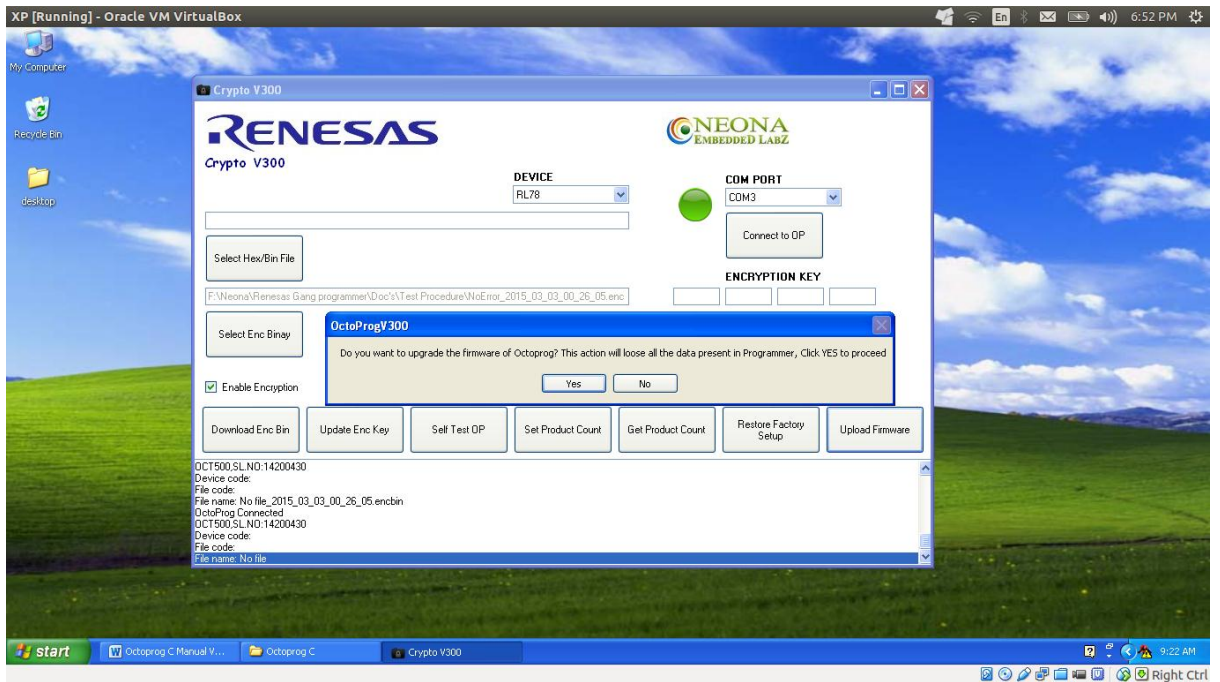 XP [Running] - Oracle VM VirtualBox
En
6:52 PM
My Computer
Recycle Bin
desktop
Crypto V300
RENESAS
NEONA
EMBEDDED LABZ
Crypto V300
DEVICE
COM PORT
RL78
COM3
Connect to OP
Select Hex/Bin File
ENCRYPTION KEY
F:\Neona\Renesas Gang programmer\Doc's\Test Procedure\NoError_2015_03_03_00_26_05.enc
Select Enc Binay
OctoProgV300
Do you want to upgrade the firmware of Octoprog? This action will loose all the data present in Programmer, Click YES to proceed
Yes
No
Enable Encryption
Download Enc Bin
Update Enc Key
Self Test OP
Set Product Count
Get Product Count
Restore Factory
Setup
Upload Firmware
OCT500,SL.NO:14200430
Device code:
File code:
File name: No file_2015_03_03_00_26_05.encbin
OctoProg Connected
OCT500,SL.NO:14200430
Device code:
File code:
File name: No file
start
Octoprog C Manual V...
Octoprog C
Crypto V300
9:22 AM
Right Ctrl